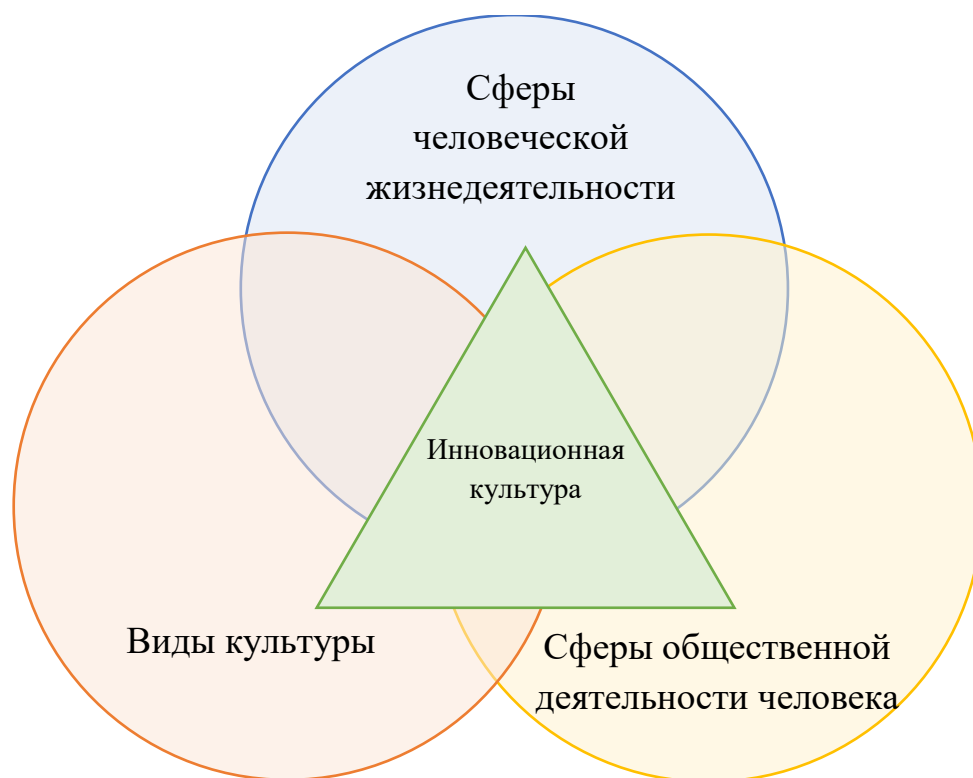 Сферы
человеческой
жизнедеятельности
Инновационная
культура
Виды культуры
Сферы общественной
деятельности человека